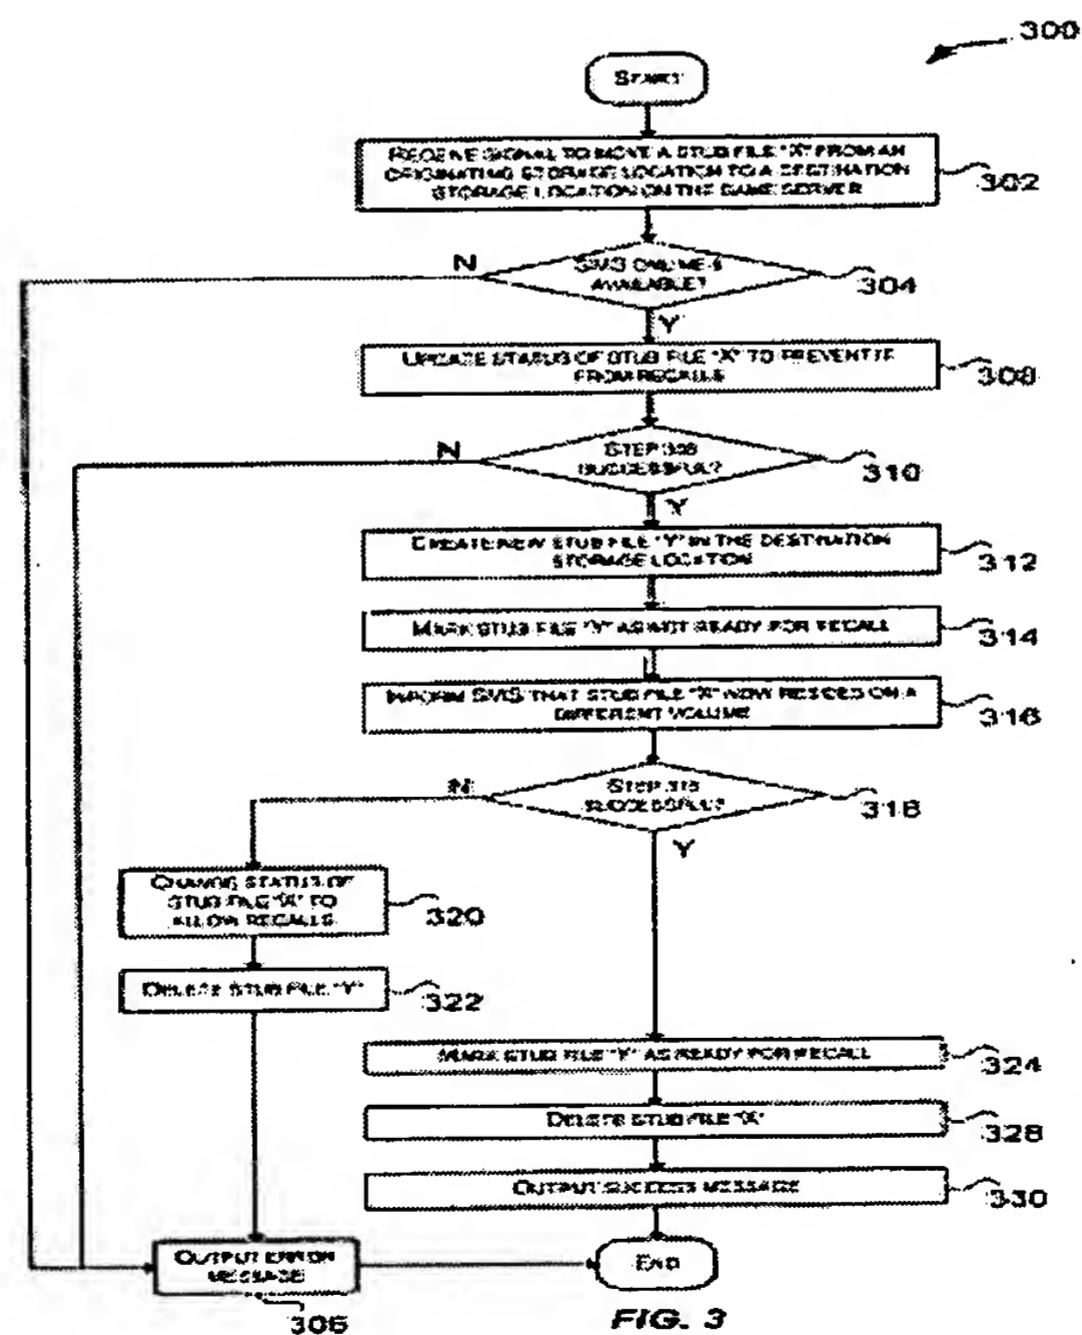 300
START
RECEIVE SIGNAL TO MOVE A STUB FILE "X" FROM AN
ORIGINATING STORAGE LOCATION TO A DESTINATION
STORAGE LOCATION ON THE SAME SERVER
302
N
SMS ONLINE &
AVAILABLE?
304
Y
UPDATE STATUS OF STUB FILE "X" TO PREVENT IT
FROM RECALLS
308
N
STEP 308
SUCCESSFUL?
310
Y
CREATE NEW STUB FILE "Y" IN THE DESTINATION
STORAGE LOCATION
312
MARK STUB FILE "Y" AS NOT READY FOR RECALL
314
INFORM SMS THAT STUB FILE "X" NOW RESIDES ON A
DIFFERENT VOLUME
316
N
STEP 316
SUCCESSFUL?
318
Y
CHANGE STATUS OF
STUB FILE "X" TO
ALLOW RECALLS
320
DELETE STUB FILE "Y"
322
MARK STUB FILE "Y" AS READY FOR RECALL
324
DELETE STUB FILE "X"
328
OUTPUT SUCCESS MESSAGE
330
OUTPUT ERROR
MESSAGE
306
END
FIG. 3